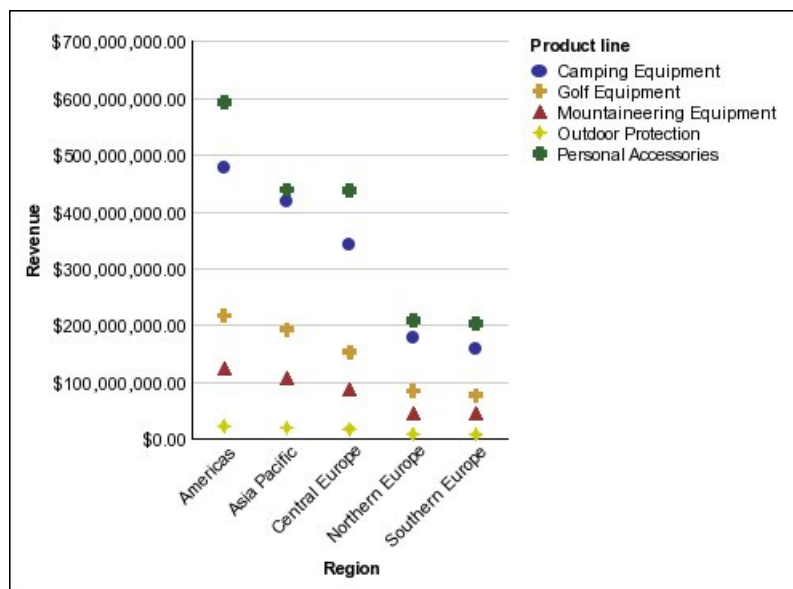 $700,000,000.00
$600,000,000.00
$500,000,000.00
$400,000,000.00
$300,000,000.00
$200,000,000.00
$100,000,000.00
$0.00
Revenue
Americas
Asia Pacific
Central Europe
Northern Europe
Southern Europe
Region
Product line
Camping Equipment
Golf Equipment
Mountaineering Equipment
Outdoor Protection
Personal Accessories